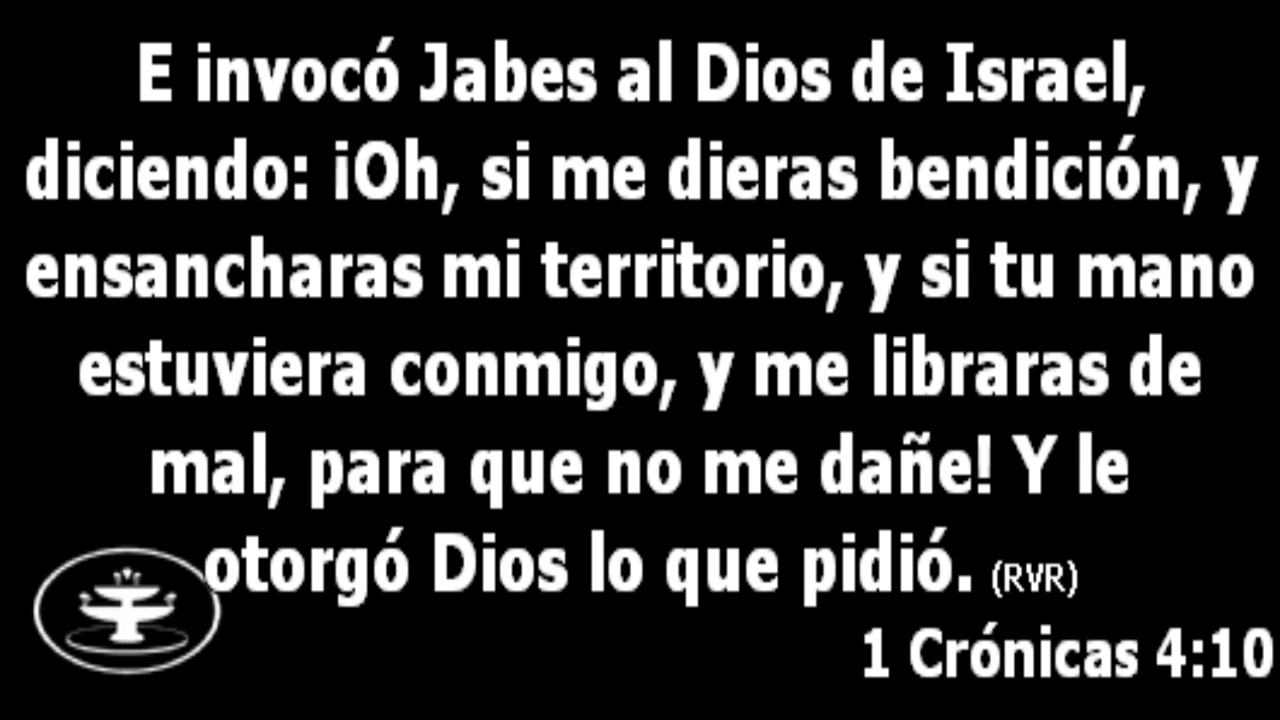 E invocó Jabes al Dios de Israel,
diciendo: ¡Oh, si me dieras bendición, y
ensancharas mi territorio, y si tu mano
estuviera conmigo, y me libraras de
mal, para que no me dañe! Y le
otorgó Dios lo que pidió. (RVR)
1 Crónicas 4:10